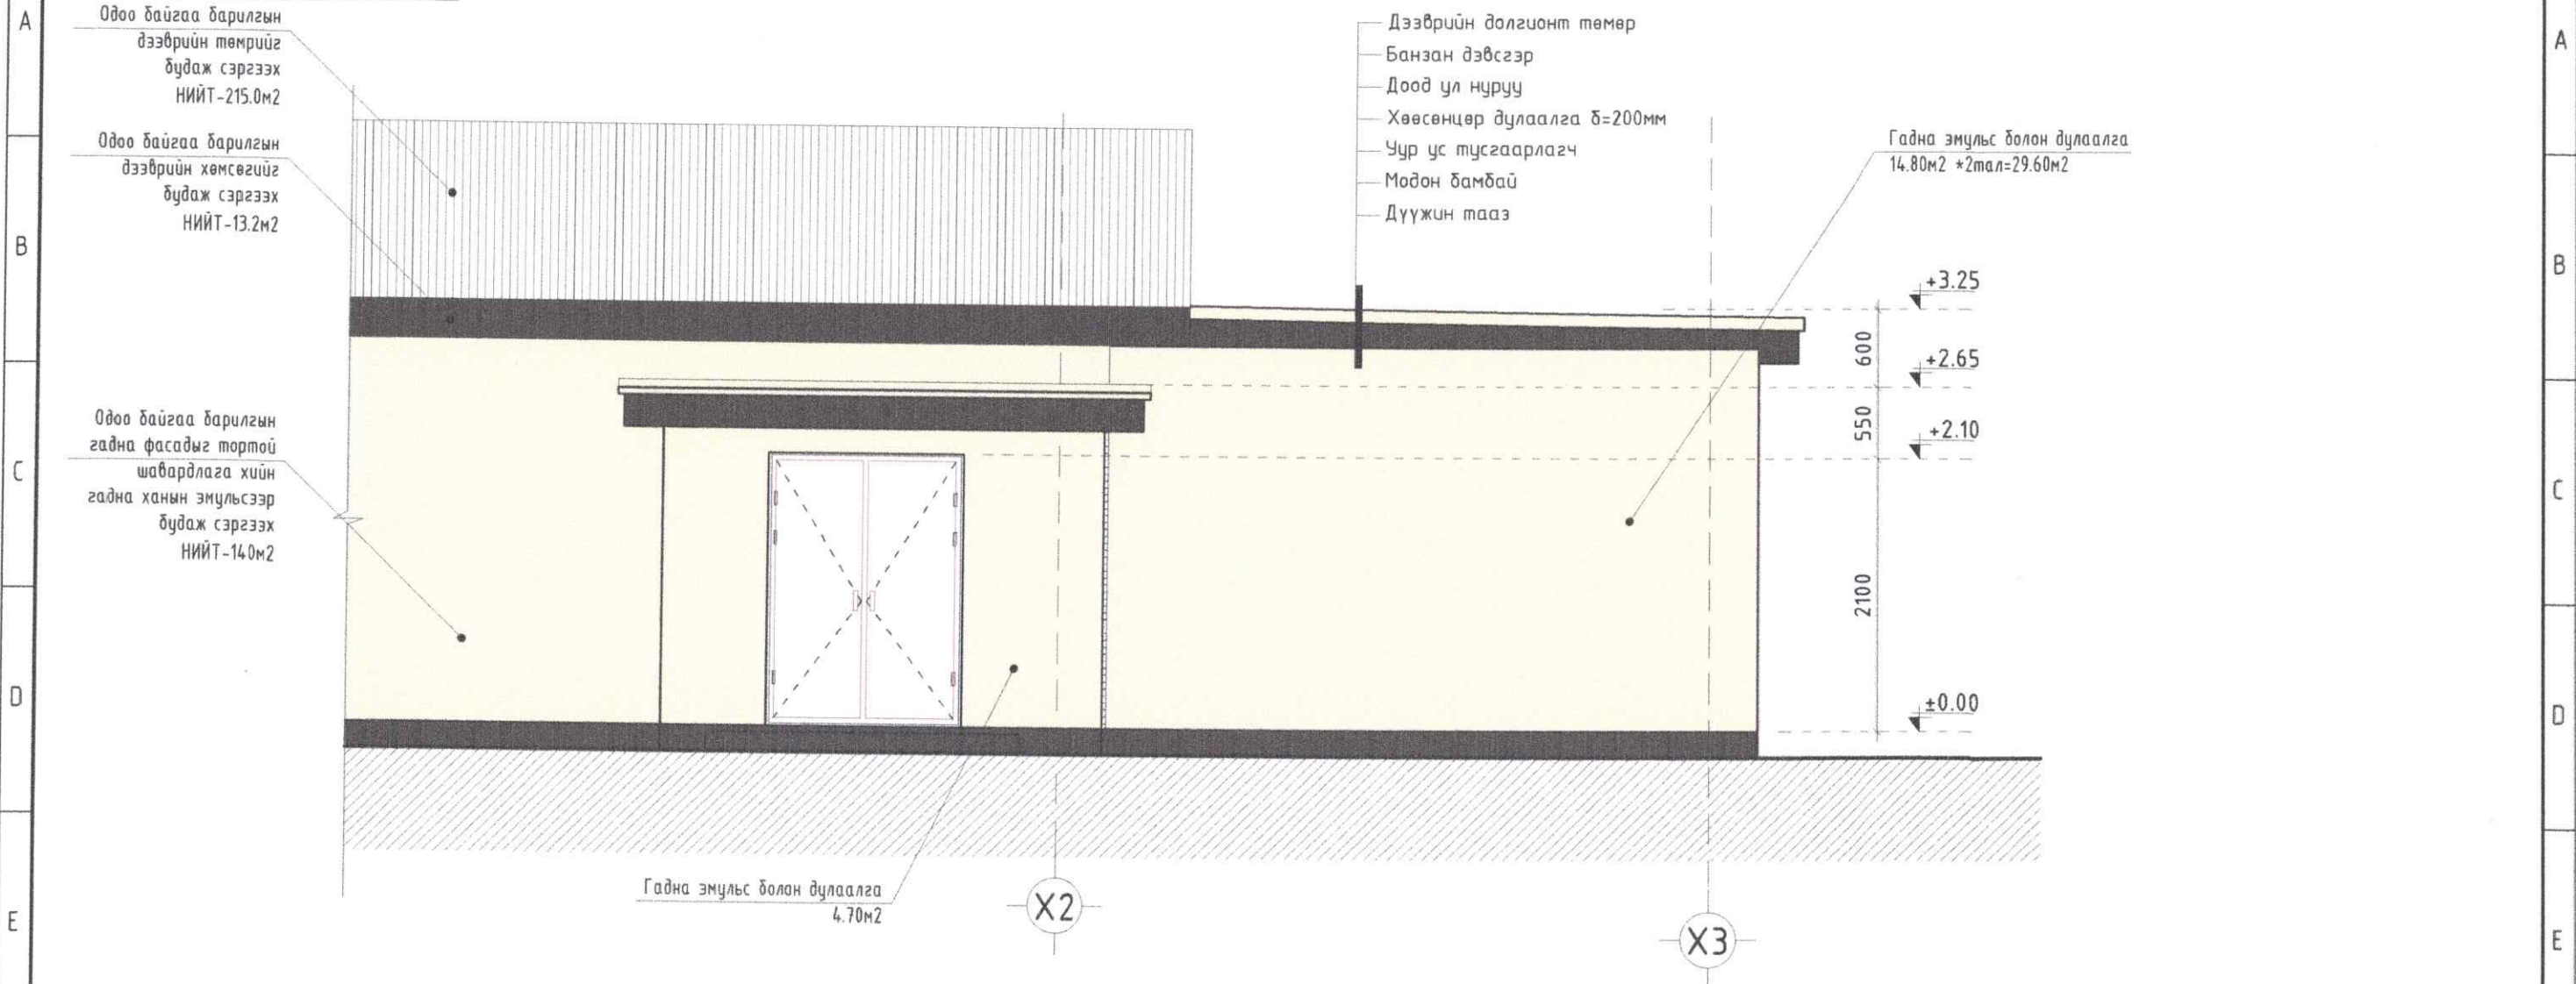 A
Одоо байгаа барилгын
дээврийн төмрийг
будаж сэргээх
НИЙТ-215.0м2
Одоо байгаа барилгын
дээврийн хөмсөгийг
будаж сэргээх
НИЙТ-13.2м2
B
Одоо байгаа барилгын
гадна фасадыг тортой
шавардлага хийн
гадна ханын эмульсээр
будаж сэргээх
НИЙТ-140м2
C
D
E
Дээврийн долгионт төмөр
Банзан дэвсгэр
Доод ул нуруу
Хөөсөнцөр дулаалга δ=200мм
Уур ус тусгаарлагч
Модон бамбай
Дүүжин тааз
Гадна эмульс болон дулаалга
14.80м2 *2тал=29.60м2
+3.25
600
+2.65
550
+2.10
2100
±0.00
Гадна эмульс болон дулаалга
4.70м2
X2
X3
A
B
C
D
E